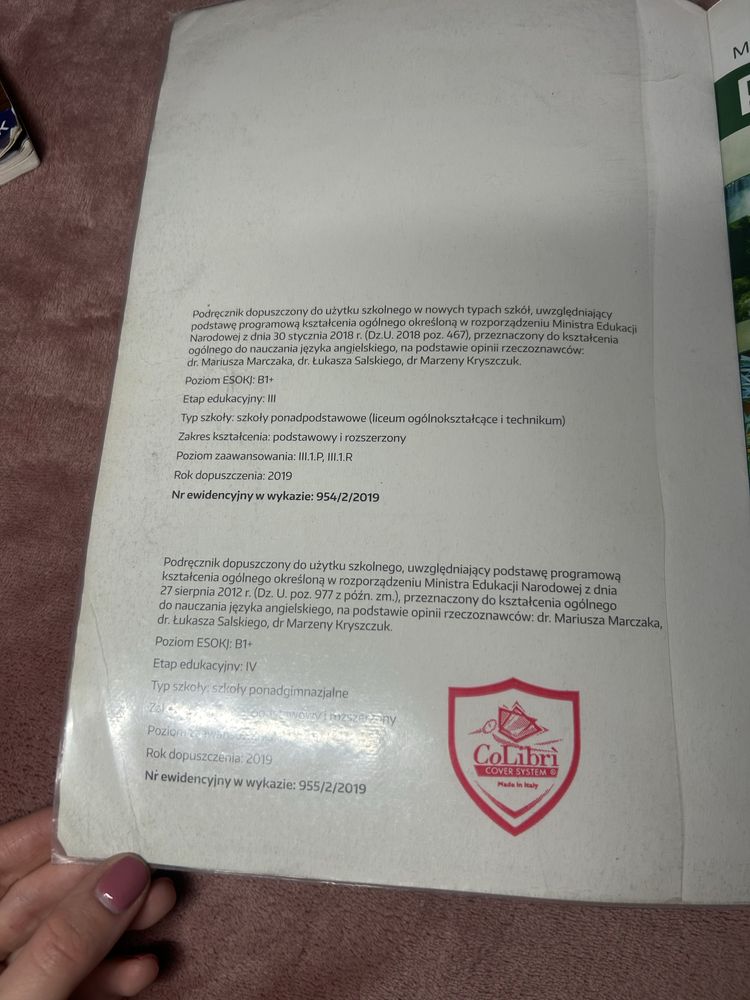 Podręcznik dopuszczony do użytku szkolnego w nowych typach szkół, uwzględniający
podstawę programową kształcenia ogólnego określoną w rozporządzeniu Ministra Edukacji
Narodowej z dnia 30 stycznia 2018 r. (Dz.U. 2018 poz. 467), przeznaczony do kształcenia
ogólnego do nauczania języka angielskiego, na podstawie opinii rzeczoznawców:
dr. Mariusza Marczaka, dr. Łukasza Salskiego, dr Marzeny Kryszczuk.
Poziom ESOKJ: B1+
Etap edukacyjny: III
Typ szkoły: szkoły ponadpodstawowe (liceum ogólnokształcące i technikum)
Zakres kształcenia: podstawowy i rozszerzony
Poziom zaawansowania: III.1.P, III.1.R
Rok dopuszczenia: 2019
Nr ewidencyjny w wykazie: 954/2/2019
Podręcznik dopuszczony do użytku szkolnego, uwzględniający podstawę programową
kształcenia ogólnego określoną w rozporządzeniu Ministra Edukacji Narodowej z dnia
27 sierpnia 2012 r. (Dz. U. poz. 977 z późn. zm.), przeznaczony do kształcenia ogólnego
do nauczania języka angielskiego, na podstawie opinii rzeczoznawców: dr. Mariusza Marczaka,
dr. Łukasza Salskiego, dr Marzeny Kryszczuk.
Poziom ESOKJ: B1+
Etap edukacyjny: IV
Typ szkoły: szkoły ponadgimnazjalne
i rozszerzony
Poziom
Rok dopuszczenia: 2019
Nr ewidencyjny w wykazie: 955/2/2019
CoLibrì
COVER SYSTEM ®
Made in Italy